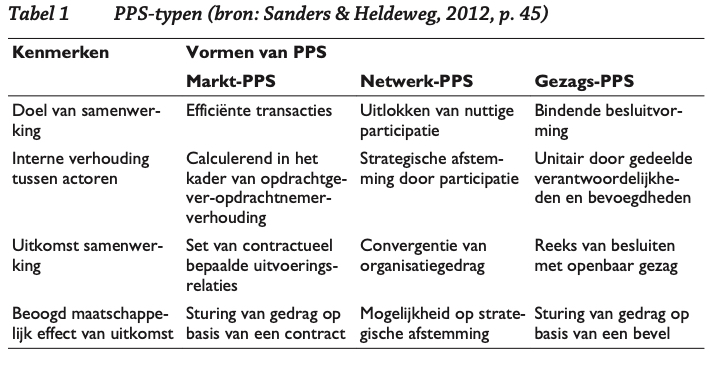 Tabel 1 PPS-typen (bron: Sanders & Heldeweg, 2012, p. 45)
Kenmerken Vormen van PPS
Markt-PPS Netwerk-PPS Gezags-PPS
Doel van samenwer- Efficiënte transacties Uitlokken van nuttige Bindende besluitvor-
king participatie ming
Interne verhouding Calculerend in het Strategische afstem- Unitair door gedeelde
tussen actoren kader van opdrachtge- ming door participatie verantwoordelijkhe-
ver-opdrachtnemer- den en bevoegdheden
verhouding
Uitkomst samenwer- Set van contractueel Convergentie van Reeks van besluiten
king bepaalde uitvoerings- organisatiegedrag met openbaar gezag
relaties
Beoogd maatschappe- Sturing van gedrag op Mogelijkheid op strate- Sturing van gedrag op
lijk effect van uitkomst basis van een contract gische afstemming basis van een bevel